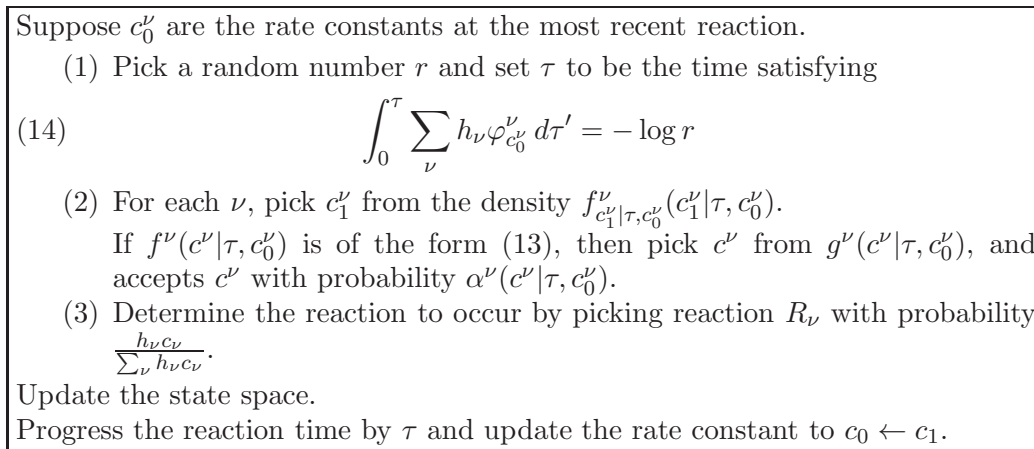 Suppose $c_0^\nu$ are the rate constants at the most recent reaction.
(1) Pick a random number $r$ and set $\tau$ to be the time satisfying
(14) $\int_0^\tau \sum_\nu h_\nu \varphi_{c_0^\nu}^\nu \, d\tau' = -\log r$
(2) For each $\nu$, pick $c_1^\nu$ from the density $f_{c_1^\nu|\tau,c_0^\nu}^\nu(c_1^\nu|\tau, c_0^\nu)$.
If $f^\nu(c^\nu|\tau, c_0^\nu)$ is of the form (13), then pick $c^\nu$ from $g^\nu(c^\nu|\tau, c_0^\nu)$, and
accepts $c^\nu$ with probability $\alpha^\nu(c^\nu|\tau, c_0^\nu)$.
(3) Determine the reaction to occur by picking reaction $R_\nu$ with probability
$\frac{h_\nu c_\nu}{\sum_\nu h_\nu c_\nu}$.
Update the state space.
Progress the reaction time by $\tau$ and update the rate constant to $c_0 \leftarrow c_1$.